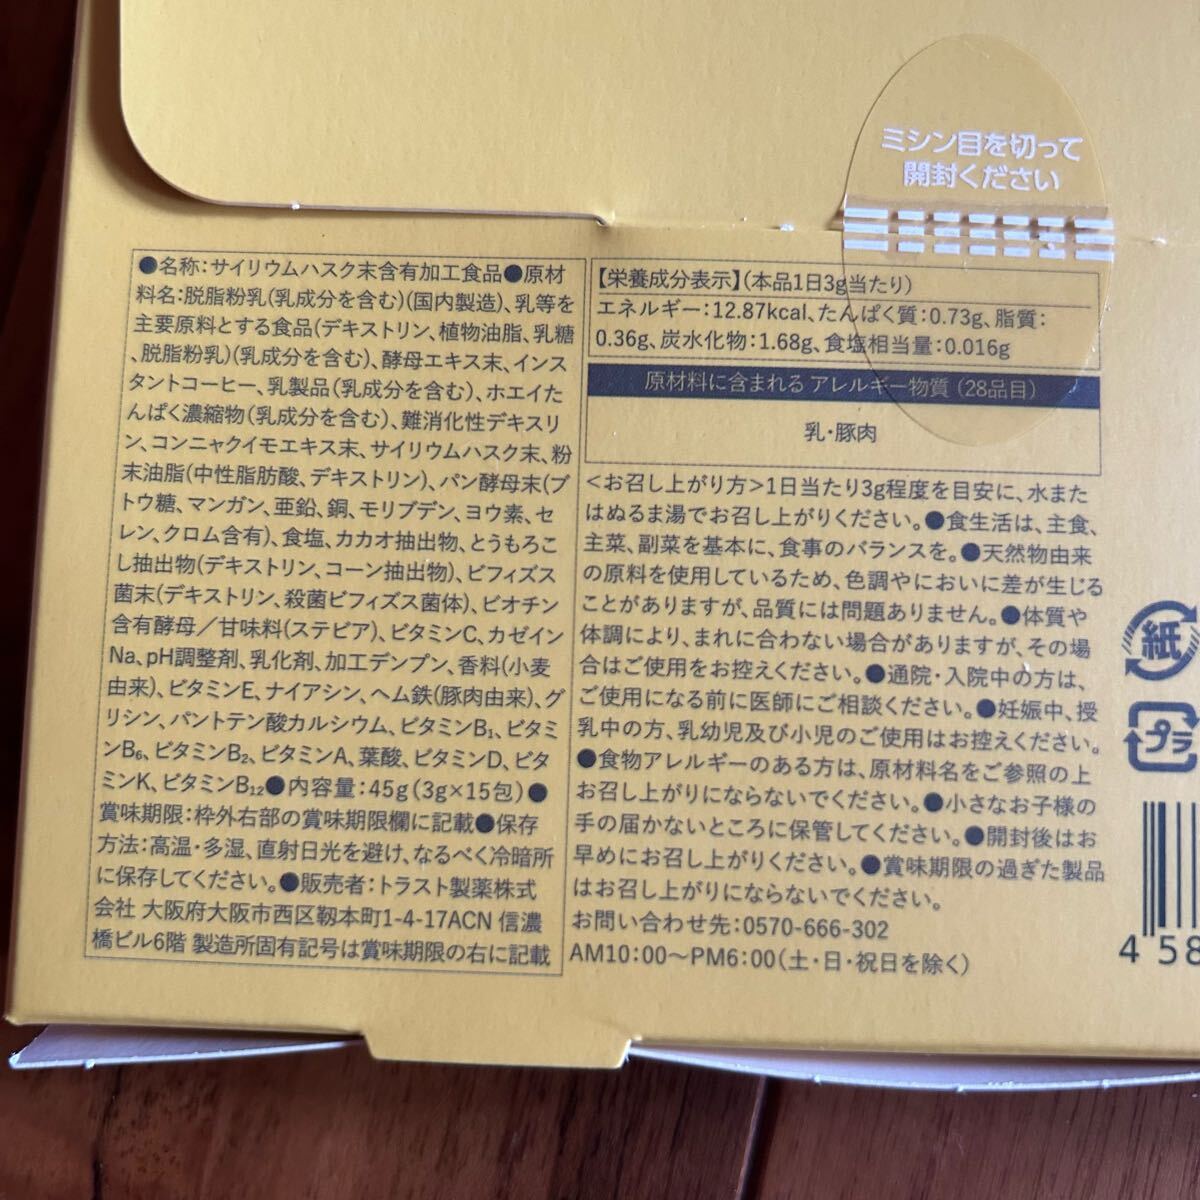 ミシン目を切って
開封ください
●名称：サイリウムハスク末含有加工食品●原材
料名：脱脂粉乳（乳成分を含む）（国内製造）、乳等を
主要原料とする食品（デキストリン、植物油脂、乳糖
、脱脂粉乳）（乳成分を含む）、酵母エキス末、インス
タントコーヒー、乳製品（乳成分を含む）、ホエイた
んぱく濃縮物（乳成分を含む）、難消化性デキスリ
ン、コンニャクイモエキス末、サイリウムハスク末、粉
末油脂（中性脂肪酸、デキストリン）、パン酵母末（ブ
トウ糖、マンガン、亜鉛、銅、モリブデン、ヨウ素、セ
レン、クロム含有）、食塩、カカオ抽出物、とうもろこ
し抽出物（デキストリン、コーン抽出物）、ビフィズス
菌末（デキストリン、殺菌ビフィズス菌体）、ビオチン
含有酵母／甘味料（ステビア）、ビタミンC、カゼイン
Na、pH調整剤、乳化剤、加工デンプン、香料（小麦
由来）、ビタミンE、ナイアシン、ヘム鉄（豚肉由来）、グ
リシン、パントテン酸カルシウム、ビタミンB₁、ビタミ
ンB₆、ビタミンB₂、ビタミンA、葉酸、ビタミンD、ビタ
ミンK、ビタミンB₁₂●内容量：45g（3g×15包）●
賞味期限：枠外右部の賞味期限欄に記載●保存
方法：高温・多湿、直射日光を避け、なるべく冷暗所
に保存してください。●販売者：トラスト製薬株式
会社 大阪府大阪市西区靱本町1-4-17ACN 信濃
橋ビル6階 製造所固有記号は賞味期限の右に記載
【栄養成分表示】（本品1日3g当たり）
エネルギー：12.87kcal、たんぱく質：0.73g、脂質：
0.36g、炭水化物：1.68g、食塩相当量：0.016g
原材料に含まれる アレルギー物質（28品目）
乳・豚肉
＜お召し上がり方＞1日当たり3g程度を目安に、水また
はぬるま湯でお召し上がりください。●食生活は、主食、
主菜、副菜を基本に、食事のバランスを。●天然物由来
の原料を使用しているため、色調やにおいに差が生じる
ことがありますが、品質には問題ありません。●体質や
体調により、まれに合わない場合がありますが、その場
合はご使用をお控えください。●通院・入院中の方は、
ご使用になる前に医師にご相談ください。●妊娠中、授
乳中の方、乳幼児及び小児のご使用はお控えください。
●食物アレルギーのある方は、原材料名をご参照の上
お召し上がりにならないでください。●小さなお子様の
手の届かないところに保管してください。●開封後はお
早めにお召し上がりください。●賞味期限の過ぎた製品
はお召し上がりにならないでください。
お問い合わせ先：0570-666-302
AM10：00〜PM6：00（土・日・祝日を除く）
紙
プラ
4 58